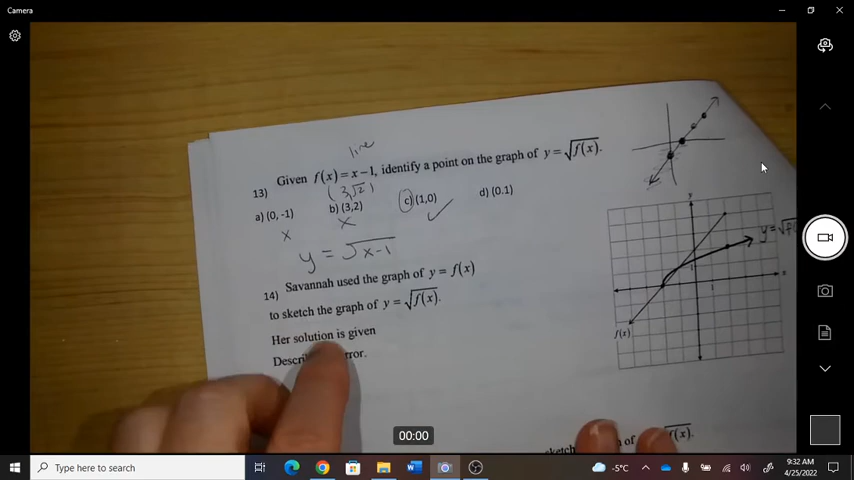 Camera
line
13) Given f(x) = x−1, identify a point on the graph of y = √f(x).
(3, √2)
a) (0, -1) b) (3,2) c) (1,0) d) (0.1)
x x ✓
y = √x-1
14) Savannah used the graph of y = f(x)
to sketch the graph of y = √f(x).
Her solution is given
y
x
1
1
f(x)
sketch
of
√f(x).
00:00
Type here to search
-5°C
9:32 AM
4/25/2022